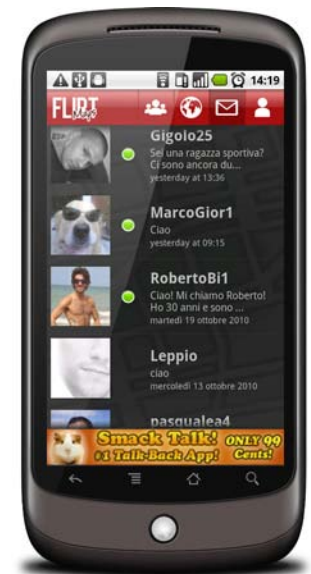 14:19
FLIRT
maps
Gigolo25
Sei una ragazza sportiva?
Ci sono ancora du...
yesterday at 13:36
MarcoGior1
Ciao
yesterday at 09:15
RobertoBi1
Ciao! Mi chiamo Roberto!
Ho 30 anni e sono ...
martedì 19 ottobre 2010
Leppio
ciao
mercoledì 13 ottobre 2010
pasqualea4
Smack Talk! ONLY 99
#1 Talk-Back App! Cents!